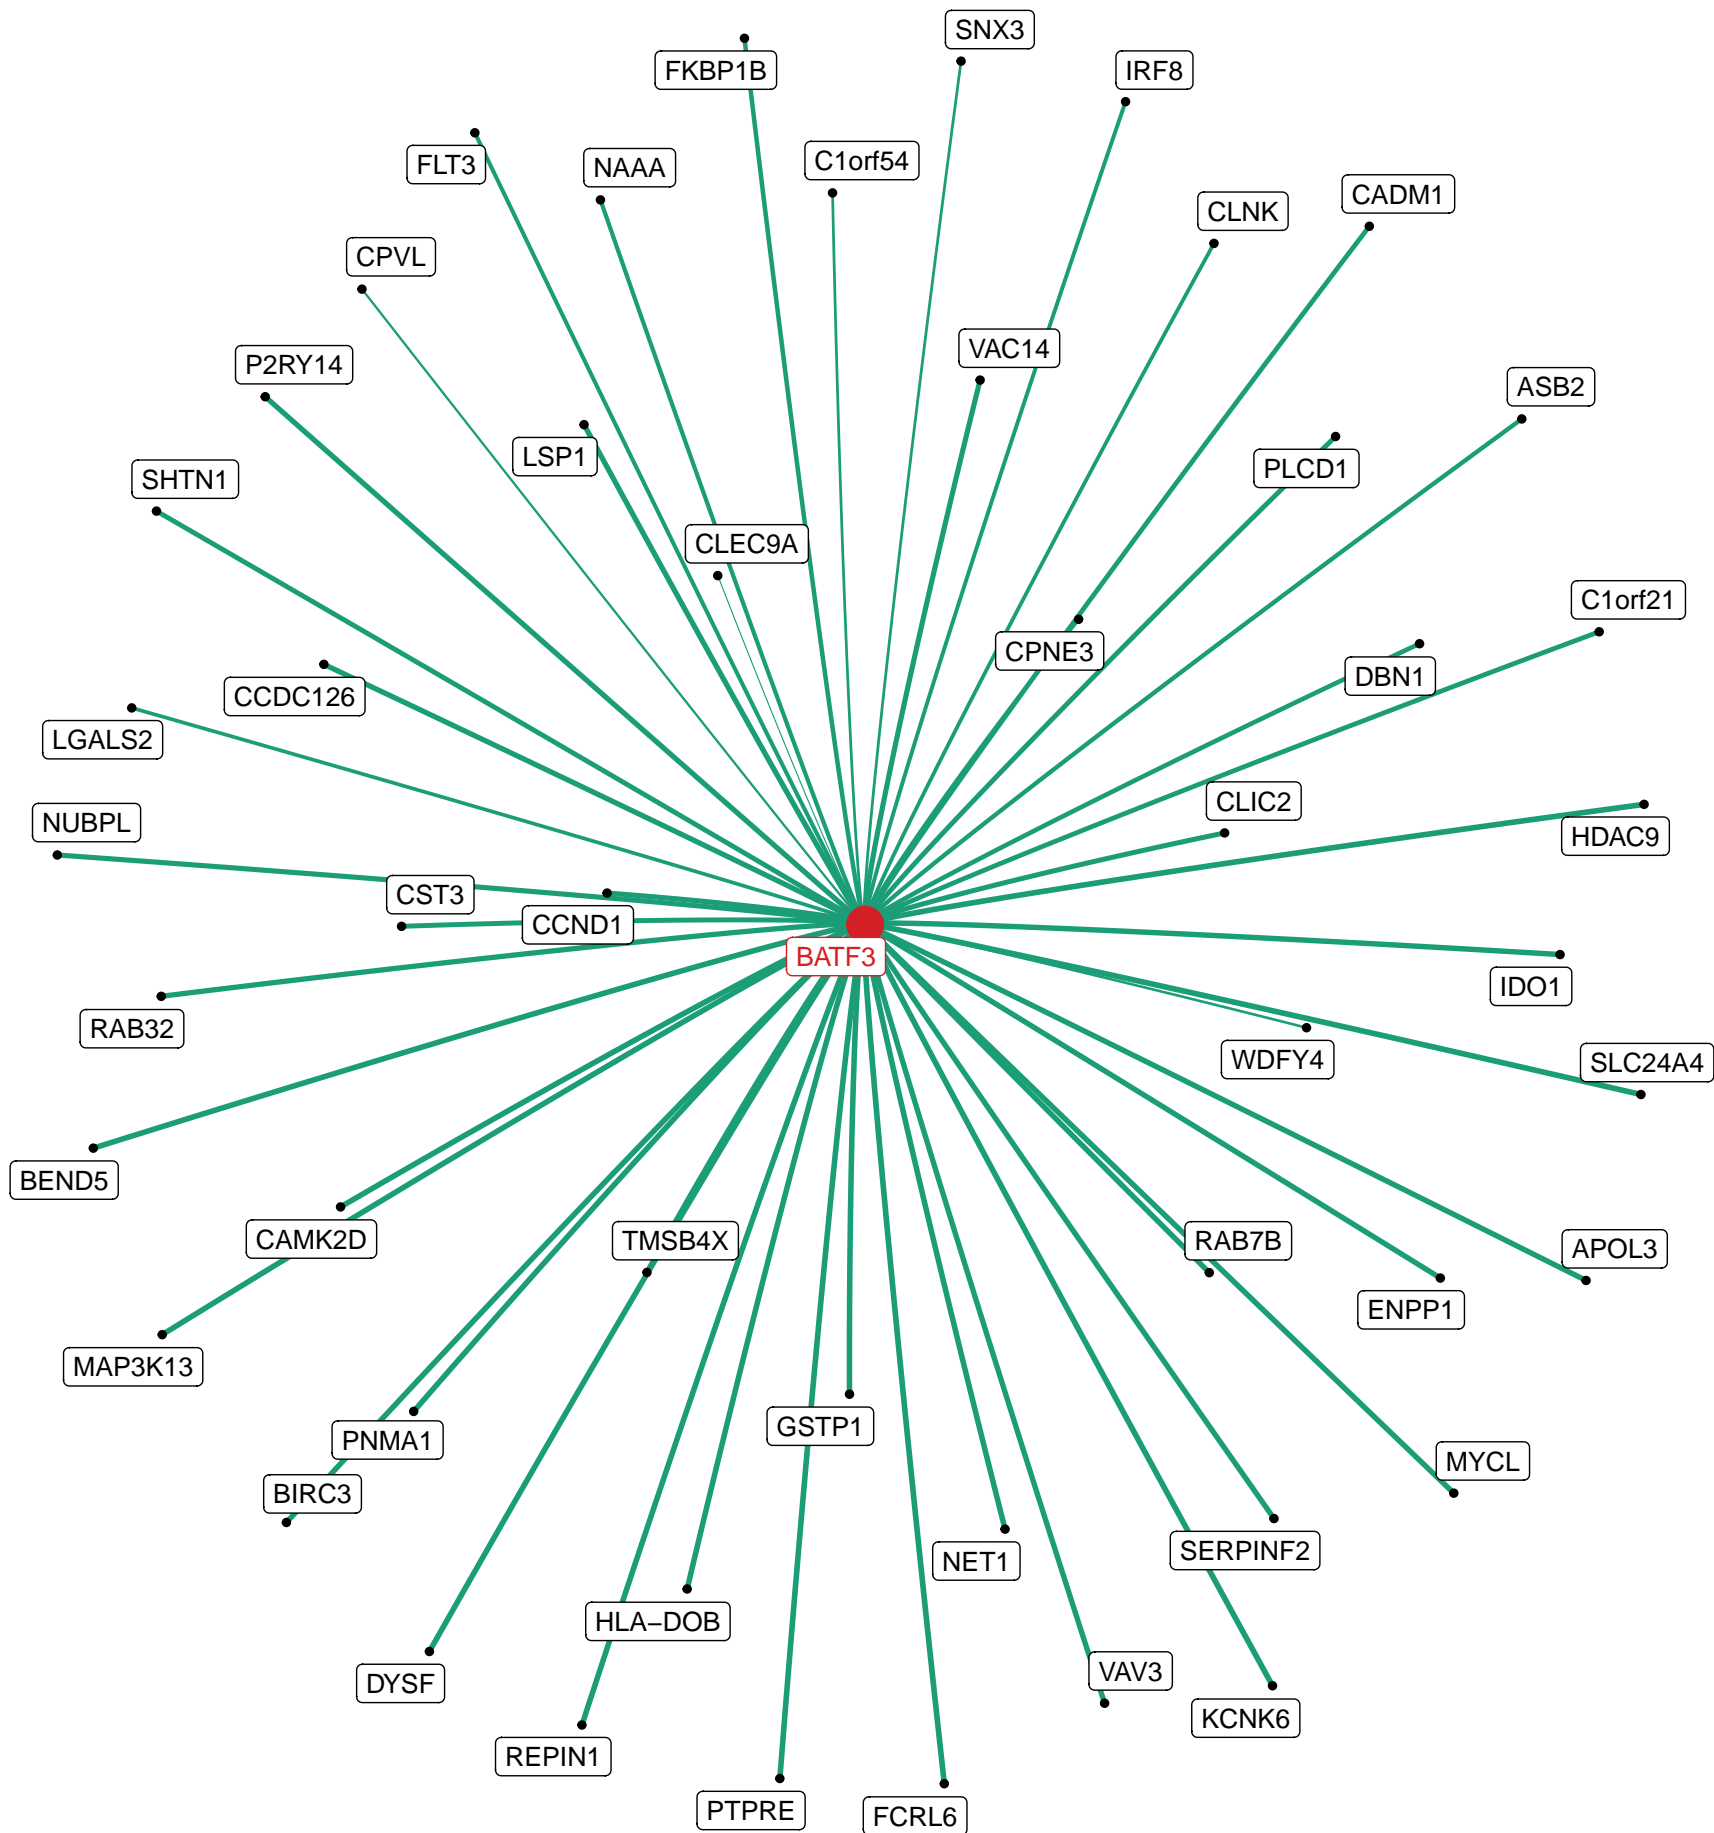 SNX3
FKBP1B
IRF8
FLT3
NAAA
C1orf54
CADM1
CLNK
CPVL
VAC14
P2RY14
ASB2
LSP1
PLCD1
SHTN1
CLEC9A
C1orf21
CPNE3
DBN1
CCDC126
LGALS2
CLIC2
NUBPL
HDAC9
CST3
CCND1
BATF3
IDO1
RAB32
WDFY4
SLC24A4
BEND5
CAMK2D
TMSB4X
RAB7B
APOL3
ENPP1
MAP3K13
GSTP1
PNMA1
MYCL
BIRC3
SERPINF2
NET1
HLA−DOB
VAV3
DYSF
KCNK6
REPIN1
PTPRE
FCRL6